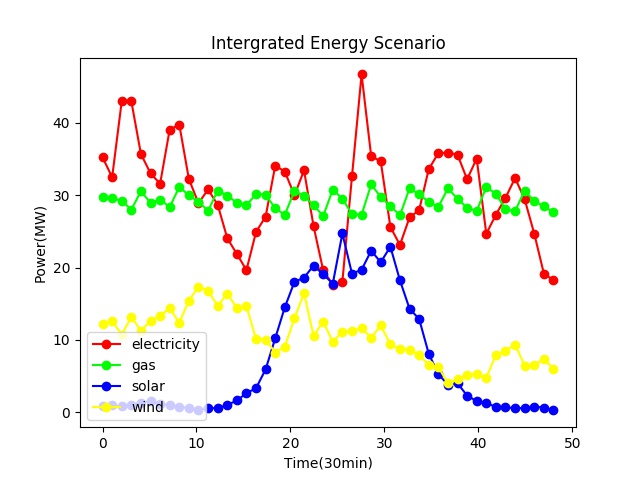 Intergrated Energy Scenario
Power(MW)
40
30
20
10
0
electricity
gas
solar
wind
0 10 20 30 40 50
Time(30min)